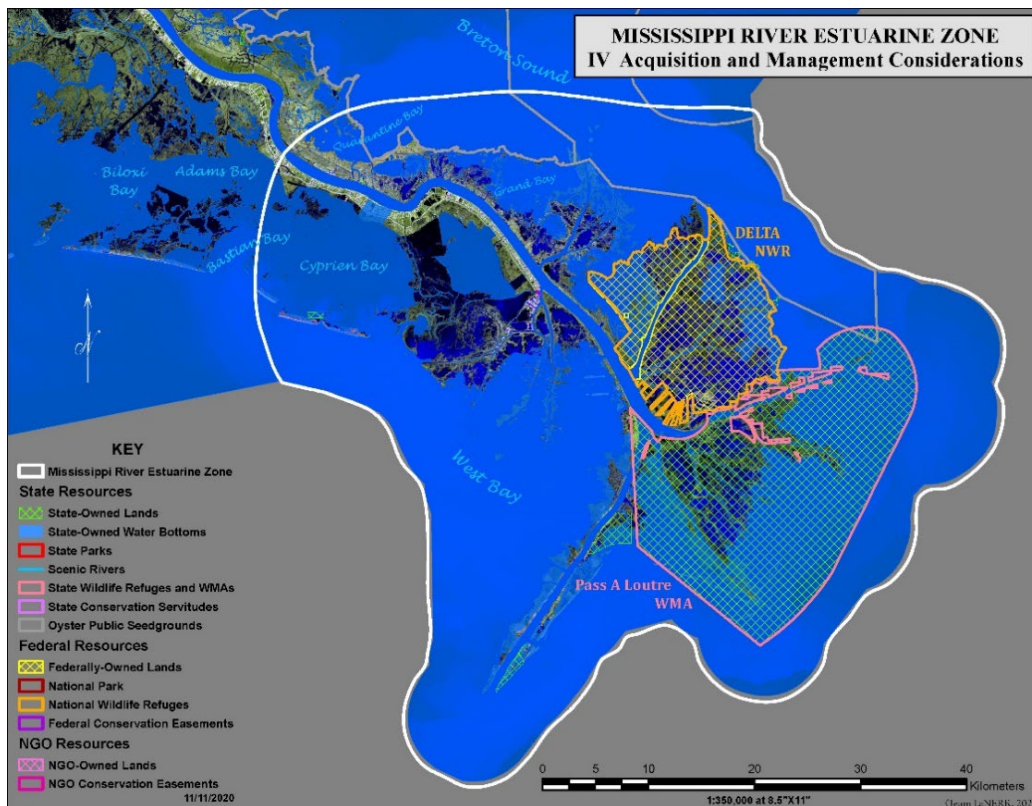 MISSISSIPPI RIVER ESTUARINE ZONE
IV Acquisition and Management Considerations
Breton Sound
Quarantine Bay
Adams Bay
Biloxi
Bay
Grand Bay
Bastian Bay
Cyprien Bay
DELTA
NWR
N
West Bay
Pass A Loutre
WMA
KEY
Mississippi River Estuarine Zone
State Resources
State-Owned Lands
State-Owned Water Bottoms
State Parks
Scenic Rivers
State Wildlife Refuges and WMAs
State Conservation Servitudes
Oyster Public Seedgrounds
Federal Resources
Federally-Owned Lands
National Park
National Wildlife Refuges
Federal Conservation Easements
NGO Resources
NGO-Owned Lands
NGO Conservation Easements
11/11/2020
0 5 10 20 30 40
Kilometers
1:350,000 at 8.5"X11"